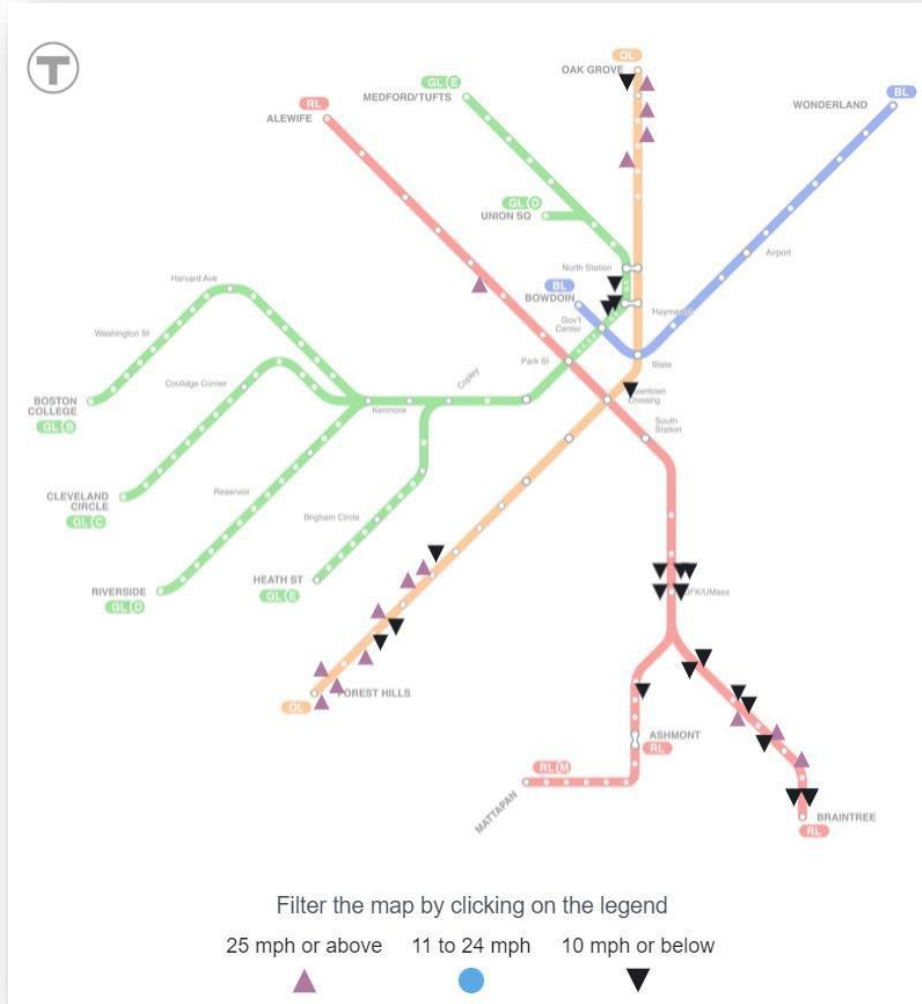 T
OL
OAK GROVE
GL E
MEDFORD/TUFTS
BL
WONDERLAND
RL
ALEWIFE
GL D
UNION SQ
Airport
North Station
Harvard Ave
BL
BOWDOIN
Haymarket
Gov't
Center
Washington St
State
Park St
Coolidge Corner
Copley
Downtown
Crossing
BOSTON
COLLEGE
GL B
Kenmore
South
Station
CLEVELAND
CIRCLE
GL C
Reservoir
Brigham Circle
RIVERSIDE
GL D
HEATH ST
GL E
JFK/UMass
FOREST HILLS
OL
ASHMONT
RL
RL M
MATTAPAN
BRAINTREE
RL
Filter the map by clicking on the legend
25 mph or above 11 to 24 mph 10 mph or below